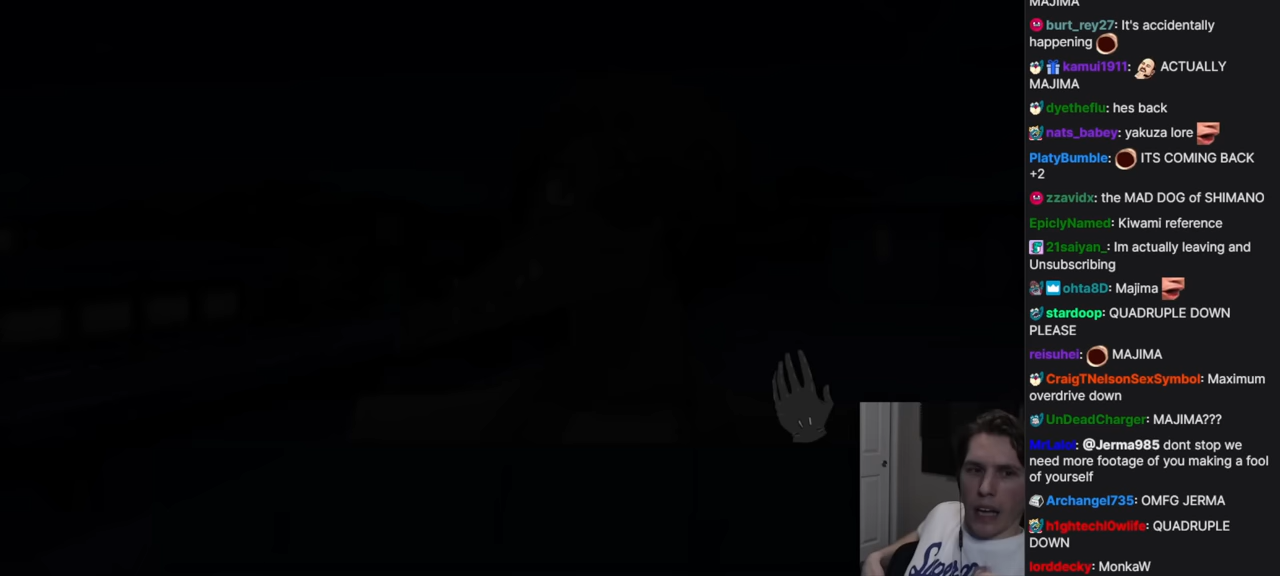 MAJIMA
burt_rey27: It's accidentally
happening
kamui1911: ACTUALLY
MAJIMA
dyetheflu: hes back
nats_babey: yakuza lore
PlatyBumble: ITS COMING BACK
+2
zzavidx: the MAD DOG of SHIMANO
EpiclyNamed: Kiwami reference
21saiyan_: Im actually leaving and
Unsubscribing
ohta8D: Majima
stardoop: QUADRUPLE DOWN
PLEASE
reisuhei: MAJIMA
CraigTNelsonSexSymbol: Maximum
overdrive down
UnDeadCharger: MAJIMA???
: @Jerma985 dont stop we
need more footage of you making a fool
of yourself
Archangel735: OMFG JERMA
h1ghtechl0wlife: QUADRUPLE
DOWN
lorddecky: MonkaW